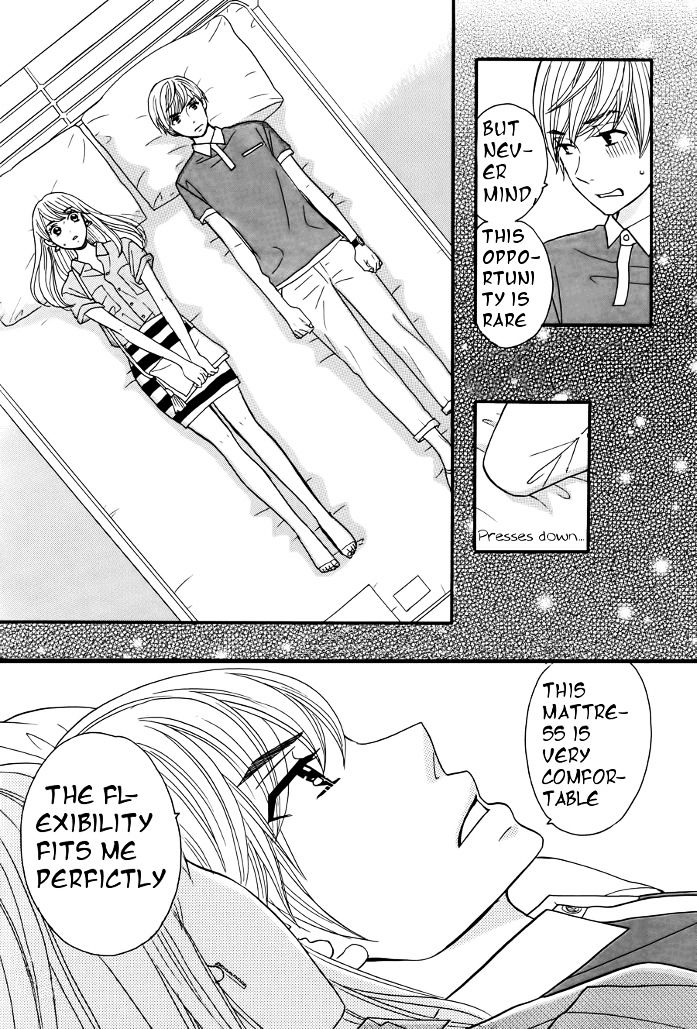 BUT
NEV-
ER
MIND,
THIS
OPPO-
RTUNI
TY IS
RARE
Presses down...
THIS
MATTRE-
SS IS
VERY
COMFOR-
TABLE
THE FL-
EXIBILITY
FITS ME
PERFICTLY